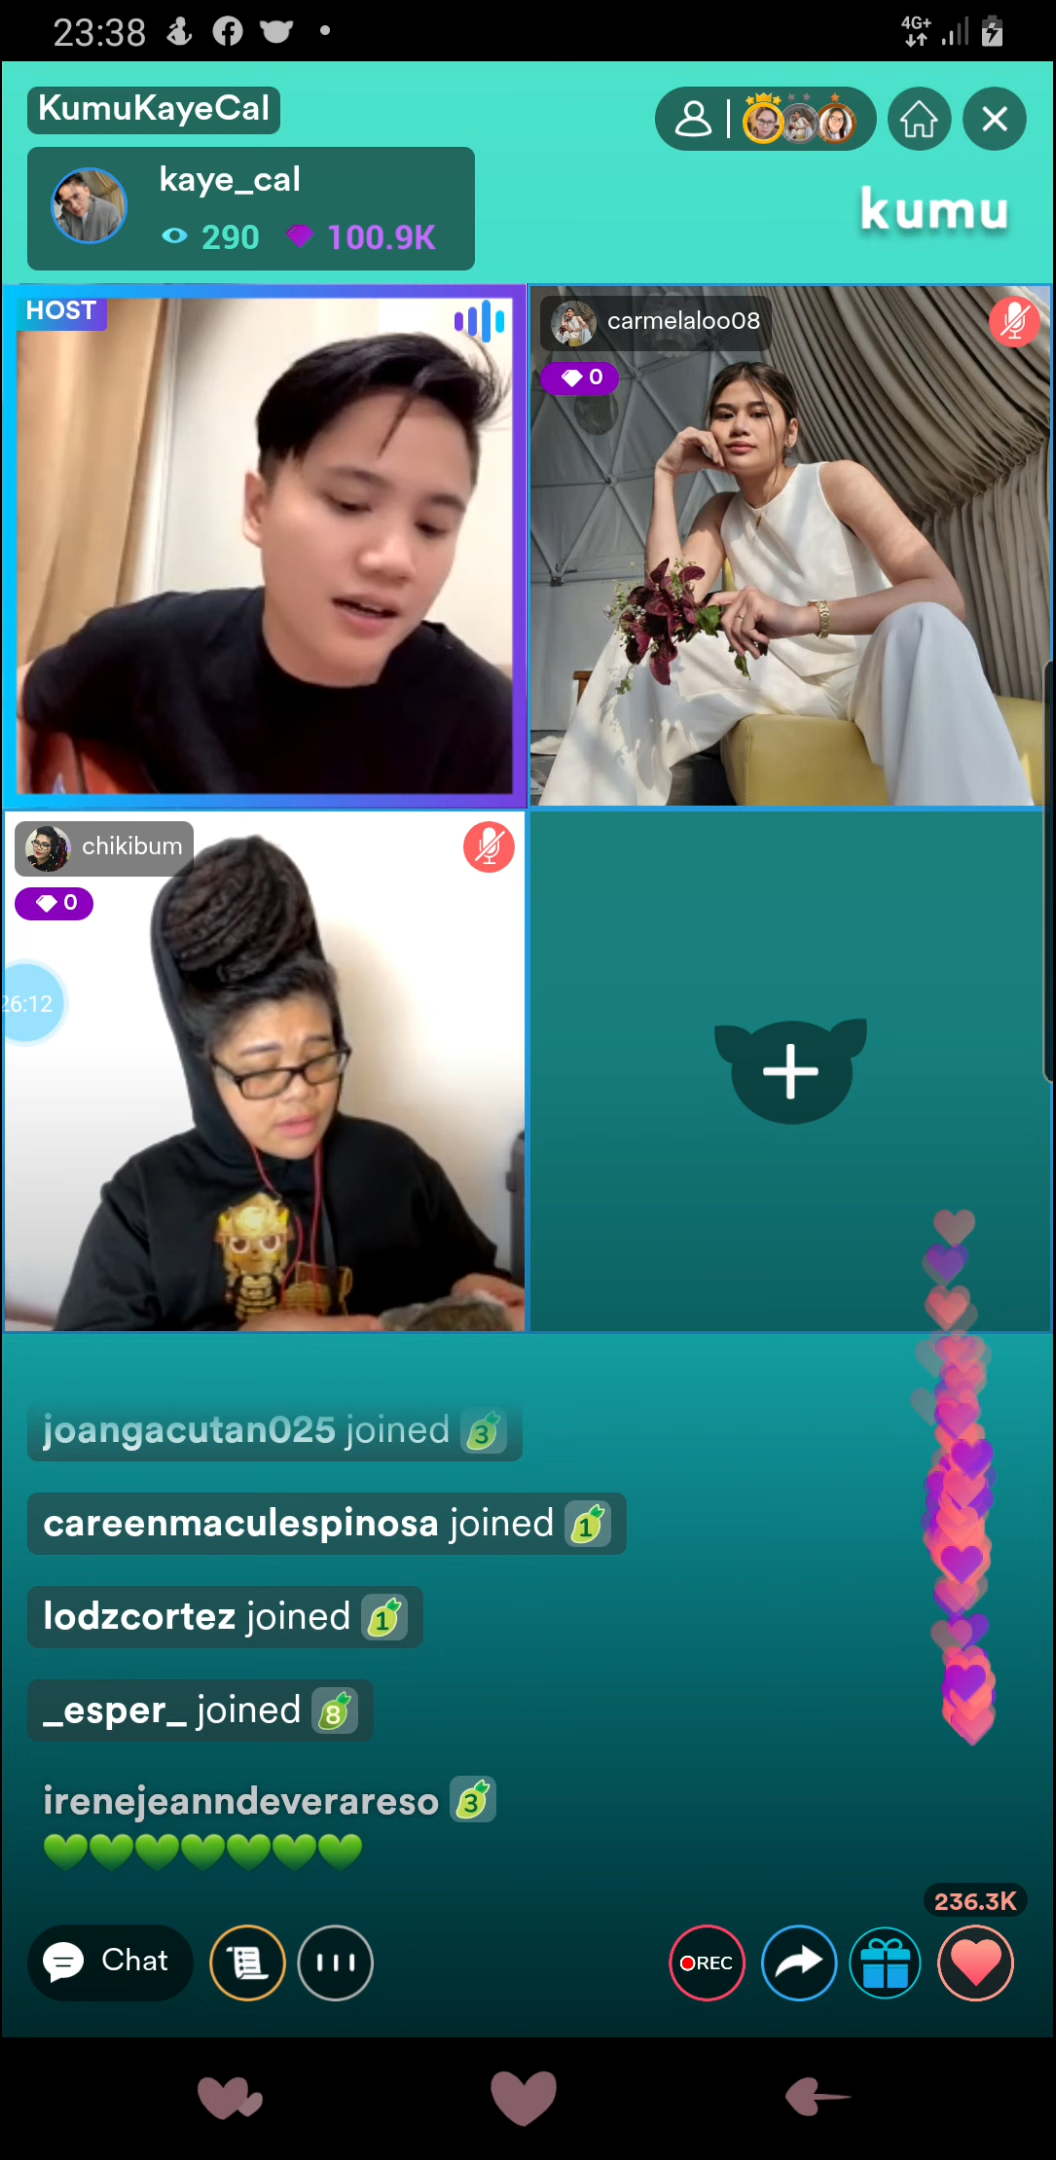 23:38
4G+
KumuKayeCal
kaye_cal
290 100.9K
kumu
HOST
carmelaloo08
0
chikibum
0
26:12
joangacutan025 joined 3
careenmaculespinosa joined 1
lodzcortez joined 1
_esper_ joined 8
irenejeanndeverareso 3
💚💚💚💚💚💚💚
236.3K
Chat
REC